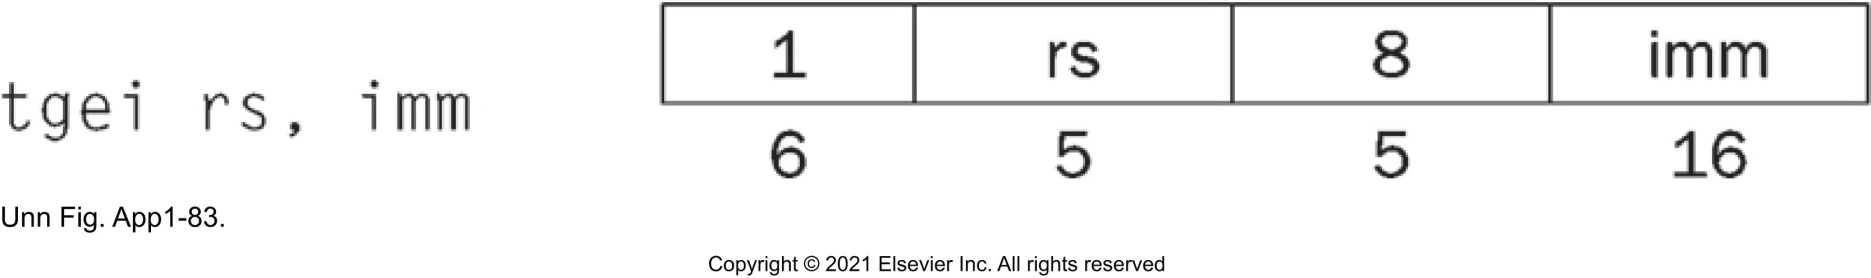 tgei rs, imm
1 rs 8 imm
6 5 5 16
Unn Fig. App1-83.
Copyright © 2021 Elsevier Inc. All rights reserved